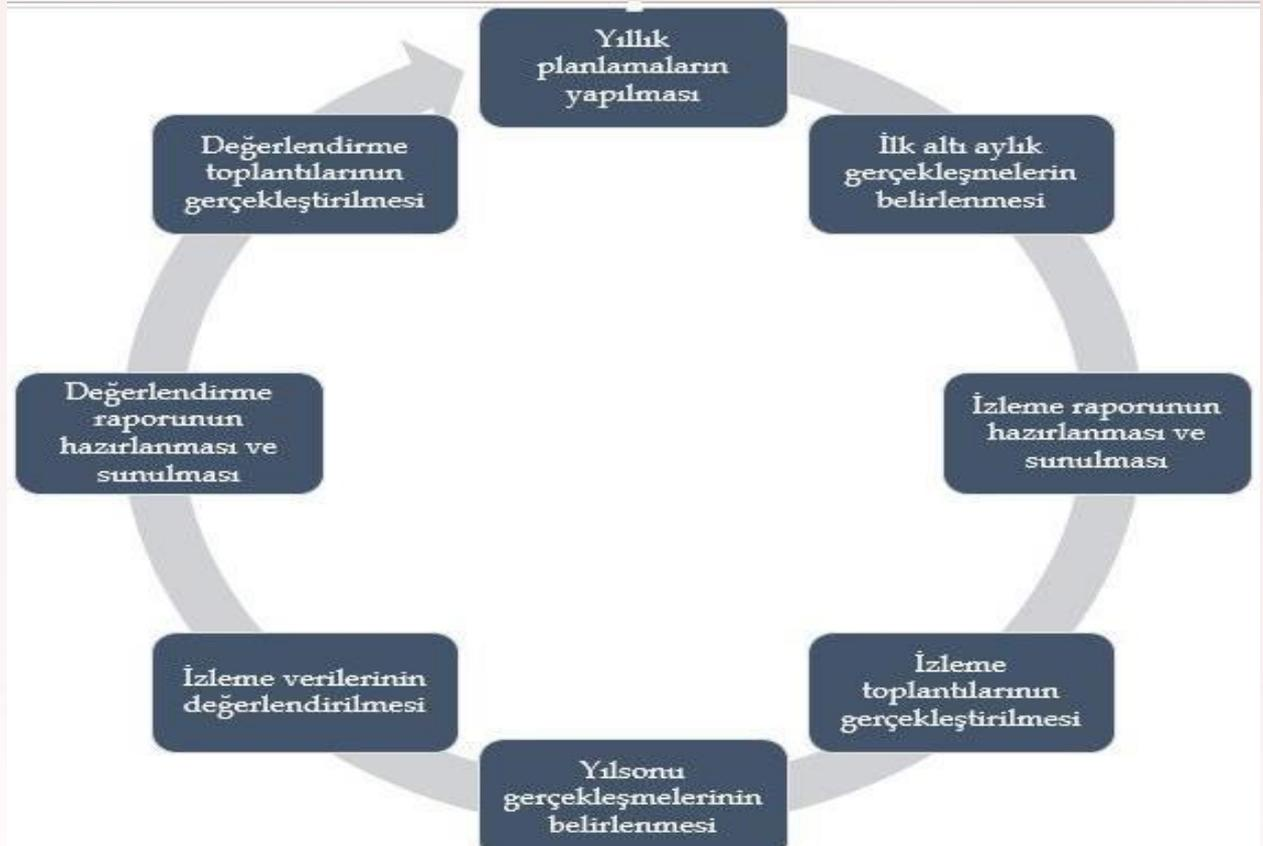 Yıllık
planlamaların
yapılması
İlk altı aylık
gerçekleşmelerin
belirlenmesi
İzleme raporunun
hazırlanması ve
sunulması
İzleme
toplantılarının
gerçekleştirilmesi
Yılsonu
gerçekleşmelerinin
belirlenmesi
İzleme verilerinin
değerlendirilmesi
Değerlendirme
raporunun
hazırlanması ve
sunulması
Değerlendirme
toplantılarının
gerçekleştirilmesi